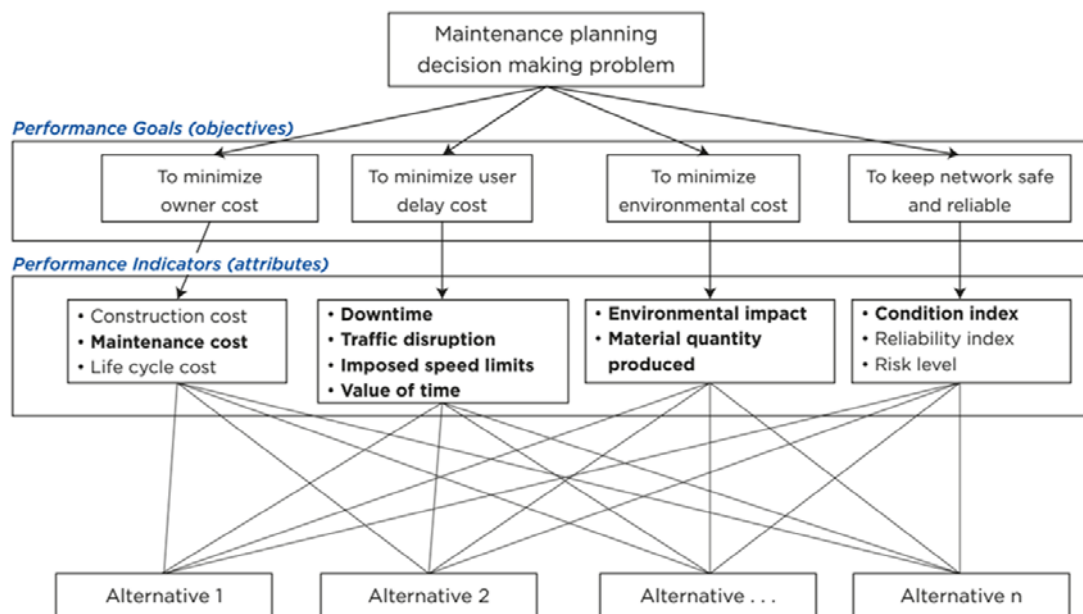 Maintenance planning
decision making problem
Performance Goals (objectives)
To minimize
owner cost
To minimize user
delay cost
To minimize
environmental cost
To keep network safe
and reliable
Performance Indicators (attributes)
• Construction cost
• Maintenance cost
• Life cycle cost
• Downtime
• Traffic disruption
• Imposed speed limits
• Value of time
• Environmental impact
• Material quantity
produced
• Condition index
• Reliability index
• Risk level
Alternative 1
Alternative 2
Alternative . . .
Alternative n